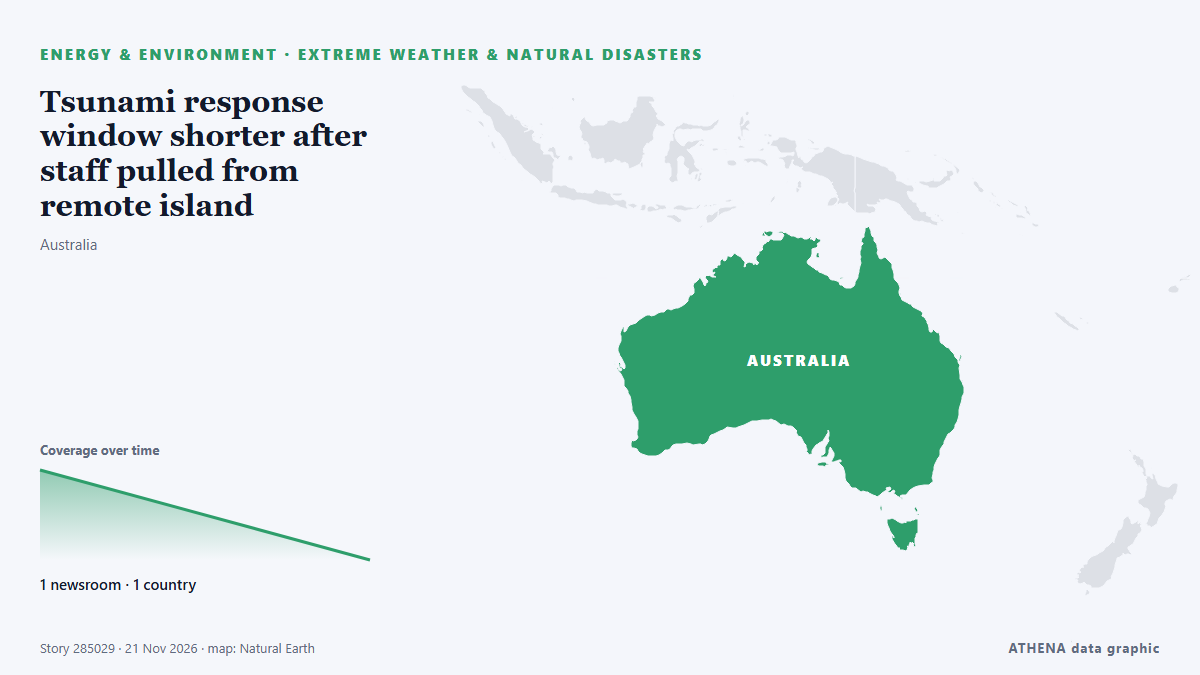 ENERGY & ENVIRONMENT · EXTREME WEATHER & NATURAL DISASTERS
Tsunami response
window shorter after
staff pulled from
remote island
Australia
AUSTRALIA
Coverage over time
1 newsroom · 1 country
Story 285029 · 21 Nov 2026 · map: Natural Earth
ATHENA data graphic